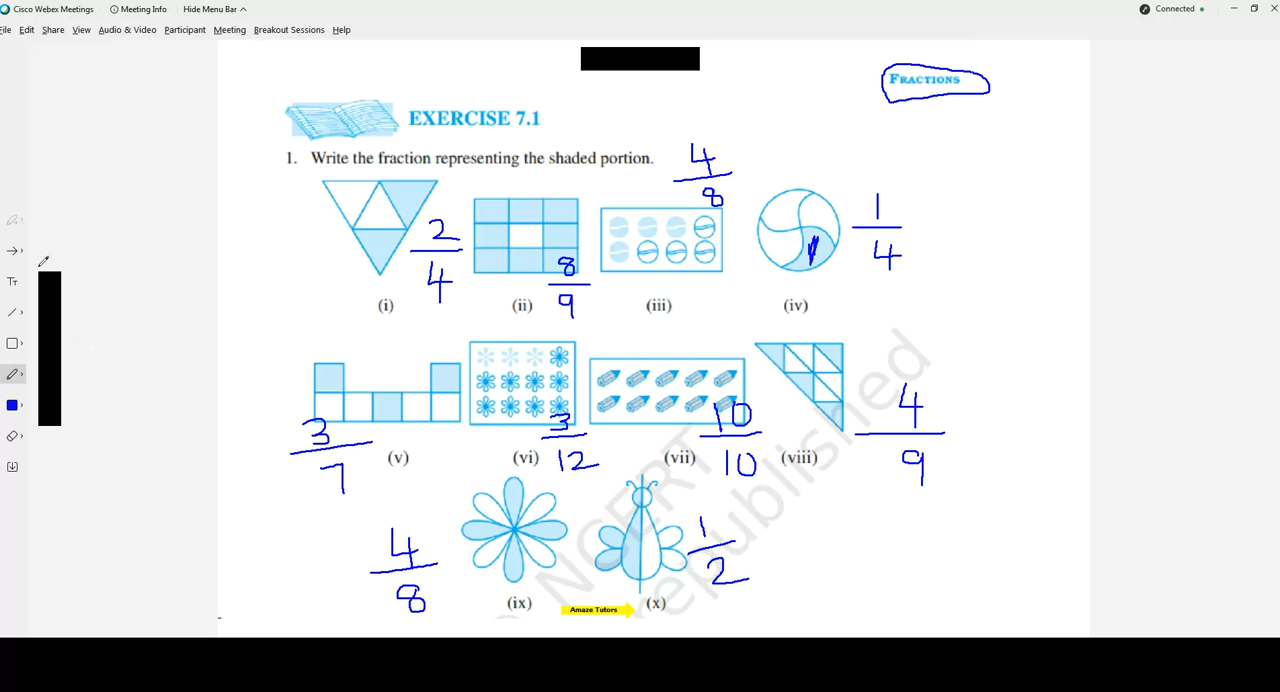 Cisco Webex Meetings Meeting Info Hide Menu Bar Connected
File Edit Share View Audio & Video Participant Meeting Breakout Sessions Help
FRACTIONS
EXERCISE 7.1
1. Write the fraction representing the shaded portion.
4/8
2/4
8/9
1/4
(i) (ii) (iii) (iv)
Tт
3/7
3/12
10/10
4/9
(v) (vi) (vii) (viii)
4/8
1/2
(ix) (x)
Amaze Tutors
NCERT
republished